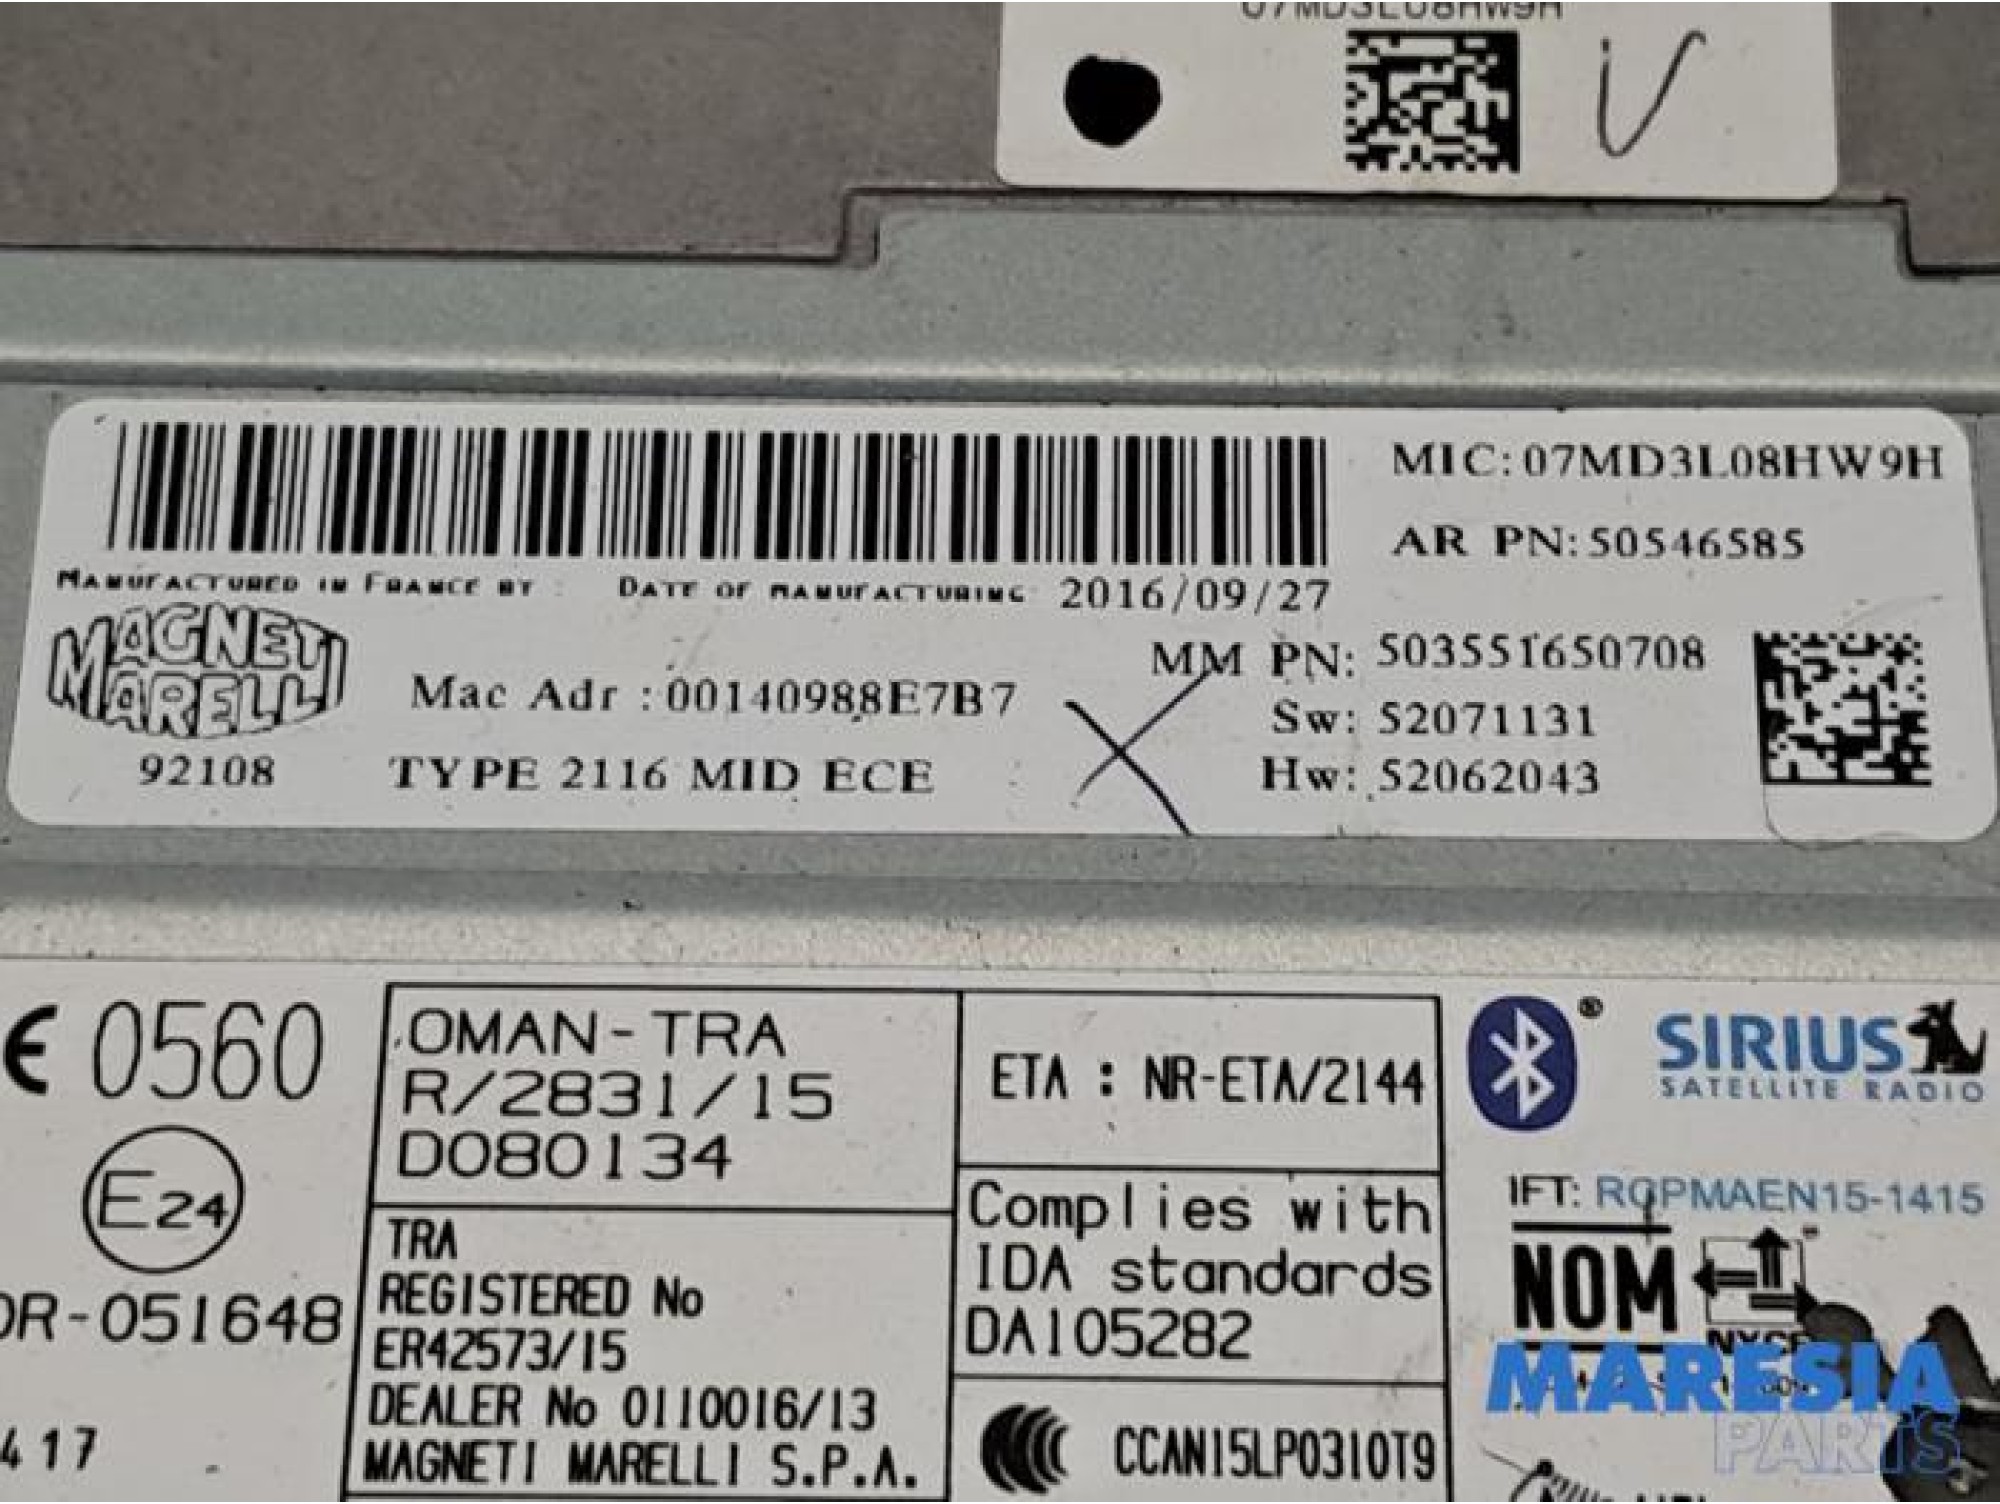 07MD3L08HW9H
MIC:07MD3L08HW9H
AR PN:50546585
MANUFACTURED IN FRANCE BY : DATE OF MANUFACTURING: 2016/09/27
MAGNETI
MARELLI
92108
Mac Adr :00140988E7B7
TYPE 2116 MID ECE
MM PN: 503551650708
Sw: 52071131
Hw: 52062043
CE 0560
E24
OR-051648
417
OMAN-TRA
R/2831/15
D080134
TRA
REGISTERED No
ER42573/15
DEALER No 0110016/13
MAGNETI MARELLI S.P.A.
ETA : NR-ETA/2144
Complies with
IDA standards
DA105282
CCAN15LP0310T9
®
SIRIUS
SATELLITE RADIO
IFT: RCPMAEN15-1415
NOM
NYCE
MARESIA
PARTS